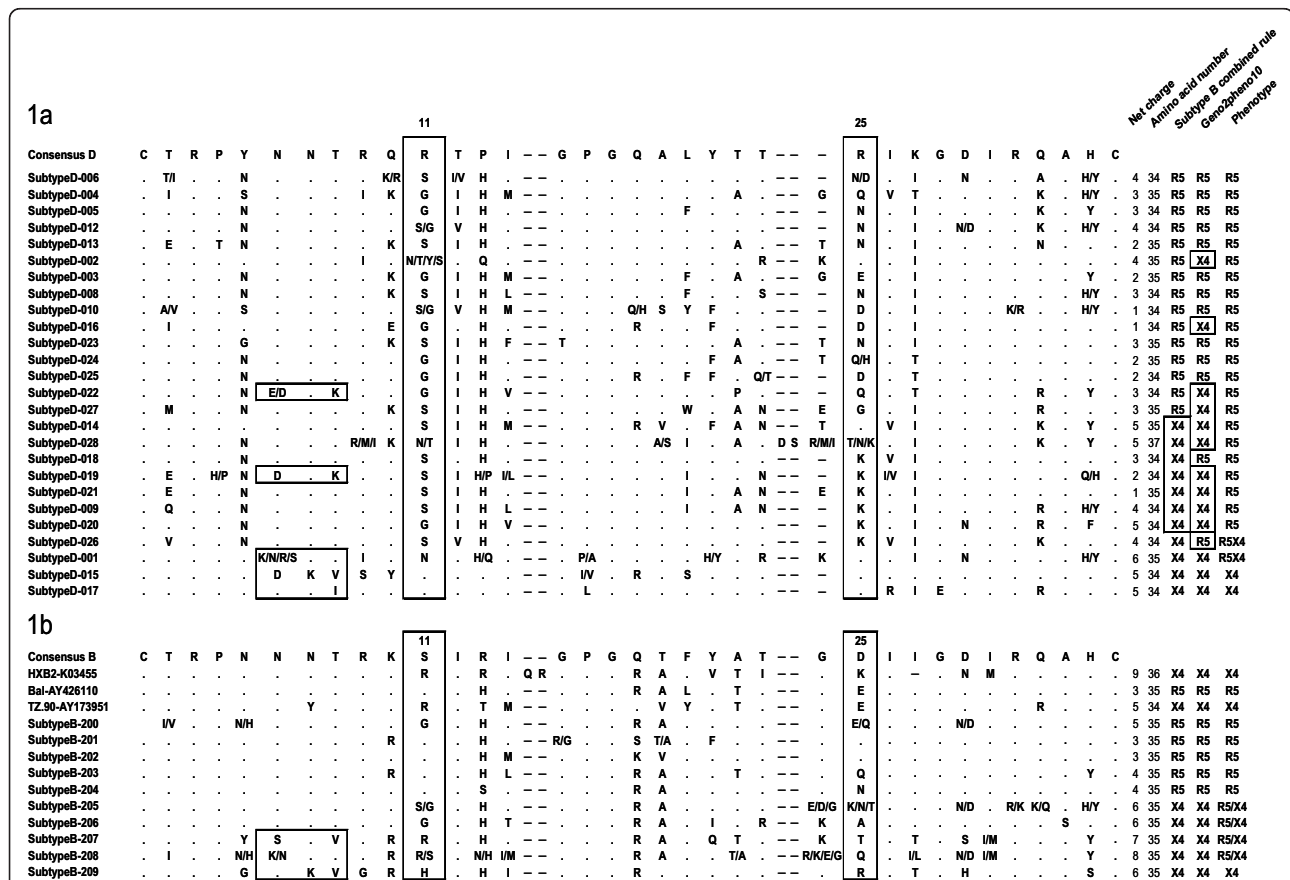 Net charge
Amino acid number
Subtype B combined rule
Geno2pheno10
Phenotype
1a
11 25
Consensus D C T R P Y N N T R Q R T P I – – G P G Q A L Y T T – – – R I K G D I R Q A H C
SubtypeD-006 . T/I . . N . . . . K/R S I/V H . – – . . . . . . . . . – – – N/D . I . N . . A . H/Y . 4 34 R5 R5 R5
SubtypeD-004 . I . . S . . . I K G I H M – – . . . . . . . A . – – G Q V T . . . . K . H/Y . 3 35 R5 R5 R5
SubtypeD-005 . . . . N . . . . . G I H . – – . . . . . F . . . – – – N . I . . . . K . Y . 3 34 R5 R5 R5
SubtypeD-012 . . . . N . . . . . S/G V H . – – . . . . . . . . . – – – N . I . N/D . . K . H/Y . 4 34 R5 R5 R5
SubtypeD-013 . E . T N . . . . K S I H . – – . . . . . . . A . – – T N . I . . . . N . . . 2 35 R5 R5 R5
SubtypeD-002 . . . . . . . . I . N/T/Y/S . Q . – – . . . . . . . . R – – K . . I . . . . . . . . 4 35 R5 X4 R5
SubtypeD-003 . . . . N . . . . K G I H M – – . . . . . F . A . – – G E . I . . . . . . Y . 2 35 R5 R5 R5
SubtypeD-008 . . . . N . . . . K S I H L – – . . . . . F . . S – – – N . I . . . . . . H/Y . 3 34 R5 R5 R5
SubtypeD-010 . A/V . . S . . . . . S/G V H M – – . . . Q/H S Y F . . – – – D . I . . . K/R . . H/Y . 1 34 R5 R5 R5
SubtypeD-016 . I . . . . . . . E G . H . – – . . . R . . F . . – – – D . I . . . . . . . . 1 34 R5 X4 R5
SubtypeD-023 . . . . G . . . . K S I H F – – T . . . . . . A . – – T N . I . . . . . . . . 3 35 R5 R5 R5
SubtypeD-024 . . . . N . . . . . G I H . – – . . . . . . F A . – – T Q/H . T . . . . . . . . 2 35 R5 R5 R5
SubtypeD-025 . . . . N . . . . . G I H . – – . . . R . F F . Q/T – – – D . T . . . . . . . . 2 34 R5 R5 R5
SubtypeD-022 . . . . N E/D . K . . G I H V – – . . . . . . . P . – – – Q . T . . . . R . Y . 3 34 R5 X4 R5
SubtypeD-027 . M . . N . . . . K S I H . – – . . . . . W . A N – – E G . I . . . . R . . . 3 35 R5 X4 R5
SubtypeD-014 . . . . . . . . . . S I H M – – . . . R V . F A N – – T . V I . . . . K . Y . 5 35 X4 X4 R5
SubtypeD-028 . . . . N . . . R/M/I K N/T I H . – – . . . . A/S I . A . D S R/M/I T/N/K . I . . . . K . Y . 5 37 X4 X4 R5
SubtypeD-018 . . . . N . . . . . S I H . – – . . . . . . . . . – – – K V I . . . . . . . . 3 34 X4 R5 R5
SubtypeD-019 . E . H/P N D . K . . S I H/P I/L – – . . . . . I . . N – – – K I/V I . . . . . . Q/H . 2 34 X4 X4 R5
SubtypeD-021 . E . . N . . . . . S I H . – – . . . . . I . A N – – E K . I . . . . . . . . 1 35 X4 X4 R5
SubtypeD-009 . Q . . N . . . . . S I H L – – . . . . . I . A N – – – K . I . . . . R . H/Y . 4 34 X4 X4 R5
SubtypeD-020 . . . . N . . . . . G I H V – – . . . . . . . . . – – – K . I . N . . R . F . 5 34 X4 X4 R5
SubtypeD-026 . V . . N . . . . . S V H . – – . . . . . . . . . – – – K V I . . . . K . . . 4 34 X4 R5 R5X4
SubtypeD-001 . . . . . K/N/R/S . . I . N . H/Q . – – . P/A . . . . H/Y . R – – K . . I . N . . . . H/Y . 6 35 X4 X4 R5X4
SubtypeD-015 . . . . . D K V S Y . . . . – – . I/V . R . S . . . – – – . . . . . . . . . . . 5 34 X4 X4 X4
SubtypeD-017 . . . . . . . I . . . . . . – – . L . . . . . . . – – – . R I E . . . R . . . 5 34 X4 X4 X4
1b
11 25
Consensus B C T R P N N N T R K S I R I – – G P G Q T F Y A T – – G D I I G D I R Q A H C
HXB2-K03455 . . . . . . . . . . R . . . Q R . . . R A . V T I – – . K . – . N M . . . . . 9 36 X4 X4 X4
Bal-AY426110 . . . . . . . . . . . . H . – – . . . R A L . T . – – . E . . . . . . . . . . 3 35 R5 R5 R5
TZ.90-AY173951 . . . . . . Y . . . R . T M – – . . . . V Y . T . – – . E . . . . . . R . . . 5 34 X4 X4 X4
SubtypeB-200 . I/V . . N/H . . . . . G . H . – – . . . R A . . . . – – . E/Q . . . N/D . . . . . . 5 35 R5 R5 R5
SubtypeB-201 . . . . . . . . . R . . H . – – R/G . . S T/A . F . . – – . . . . . . . . . . . . 3 35 R5 R5 R5
SubtypeB-202 . . . . . . . . . . . . H M – – . . . K V . . . . – – . . . . . . . . . . . . 3 35 R5 R5 R5
SubtypeB-203 . . . . . . . . . R . . H L – – . . . R A . . T . – – . Q . . . . . . . . Y . 4 35 R5 R5 R5
SubtypeB-204 . . . . . . . . . . . . S . – – . . . R A . . . . – – . N . . . . . . . . . . 4 35 R5 R5 R5
SubtypeB-205 . . . . . . . . . . S/G . H . – – . . . R A . . . . – – E/D/G K/N/T . . . N/D . R/K K/Q . H/Y . 6 35 X4 X4 R5/X4
SubtypeB-206 . . . . . . . . . . G . H T – – . . . R A . I . R – – K A . . . . . . . S . . 6 35 X4 X4 R5/X4
SubtypeB-207 . . . . Y S . V . R R . H . – – . . . R A . Q T . – – K T . T . S I/M . . . Y . 7 35 X4 X4 R5/X4
SubtypeB-208 . I . . N/H K/N . . . R R/S . N/H I/M – – . . . R A . . T/A . – – R/K/E/G Q . I/L . N/D I/M . . . Y . 8 35 X4 X4 R5/X4
SubtypeB-209 . . . . G . K V G R H . H I – – . . . R . . . . . – – . R . T . H . . . . S . 6 35 X4 X4 R5